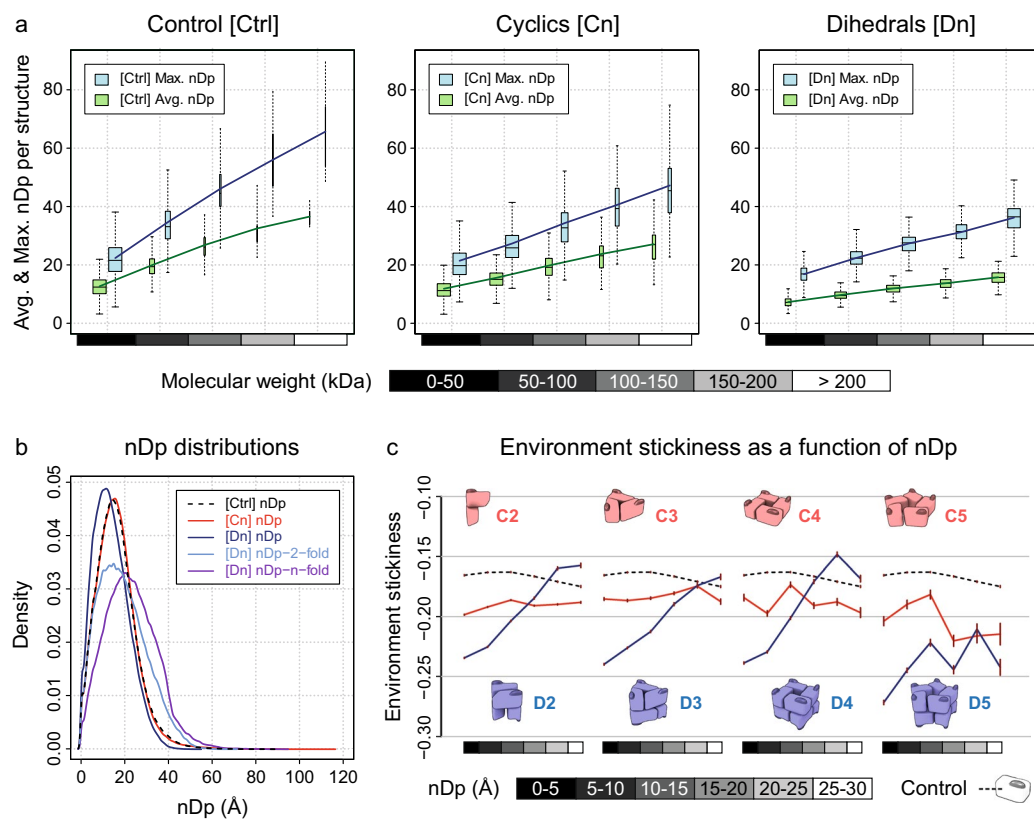 a
Control [Ctrl]
Cyclics [Cn]
Dihedrals [Dn]
Avg. & Max. nDp per structure
80
60
40
20
0
[Ctrl] Max. nDp
[Ctrl] Avg. nDp
80
60
40
20
0
[Cn] Max. nDp
[Cn] Avg. nDp
80
60
40
20
0
[Dn] Max. nDp
[Dn] Avg. nDp
Molecular weight (kDa)
0-50 50-100 100-150 150-200 > 200
b
nDp distributions
Density
0.05
0.04
0.03
0.02
0.01
0.00
[Ctrl] nDp
[Cn] nDp
[Dn] nDp
[Dn] nDp-2-fold
[Dn] nDp-n-fold
0 20 40 60 80 100 120
nDp (Å)
c
Environment stickiness as a function of nDp
Environment stickiness
−0.10
−0.15
−0.20
−0.25
−0.30
C2 C3 C4 C5
D2 D3 D4 D5
nDp (Å)
0-5 5-10 10-15 15-20 20-25 25-30
Control